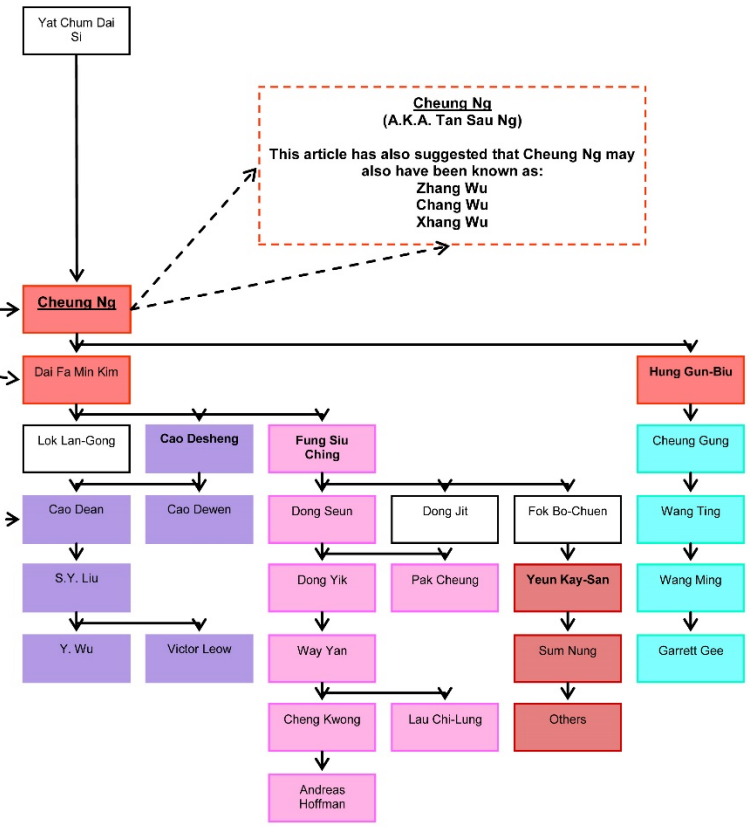 Yat Chum Dai
Si
Cheung Ng
(A.K.A. Tan Sau Ng)
This article has also suggested that Cheung Ng may
also have been known as:
Zhang Wu
Chang Wu
Xhang Wu
Cheung Ng
Dai Fa Min Kim
Hung Gun-Biu
Lok Lan-Gong
Cao Desheng
Fung Siu
Ching
Cheung Gung
Cao Dean
Cao Dewen
Dong Seun
Dong Jit
Fok Bo-Chuen
Wang Ting
S.Y. Liu
Dong Yik
Pak Cheung
Yeun Kay-San
Wang Ming
Y. Wu
Victor Leow
Way Yan
Sum Nung
Garrett Gee
Cheng Kwong
Lau Chi-Lung
Others
Andreas
Hoffman